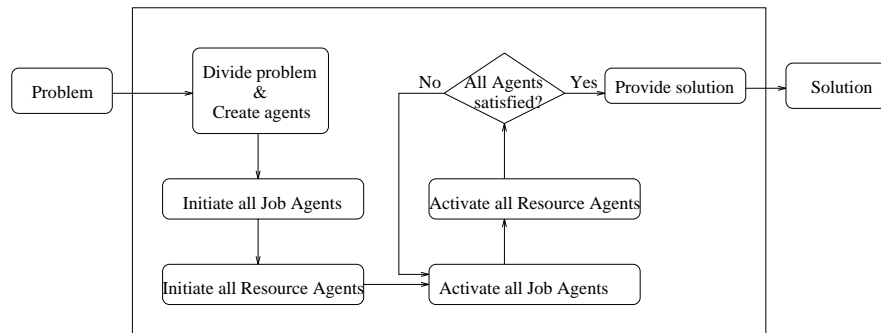 Problem
Divide problem
&
Create agents
Initiate all Job Agents
Initiate all Resource Agents
No
All Agents
satisfied?
Yes
Provide solution
Solution
Activate all Resource Agents
Activate all Job Agents